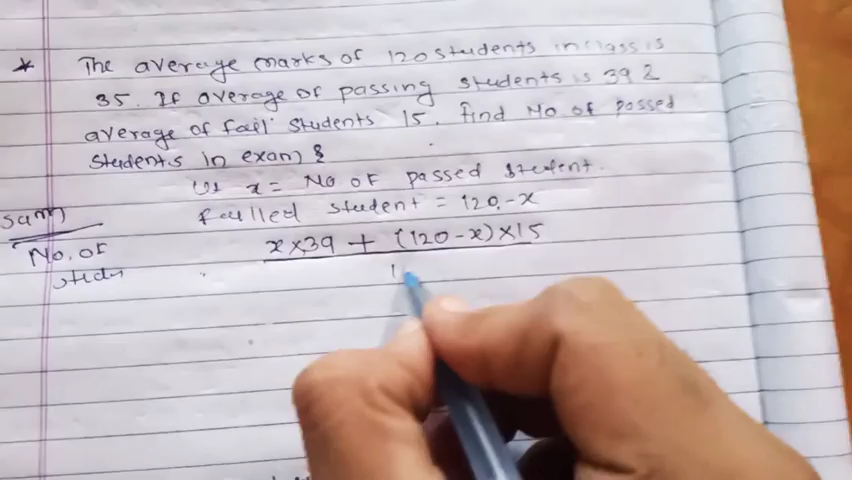 * The average marks of 120 students in class is
35. If average of passing students is 39 &
average of fail students 15. Find No. of passed
students in exam?
Let x = No of passed student.
failled student = 120 - x
Sum
No. of
x×39 + (120-x)×15
1